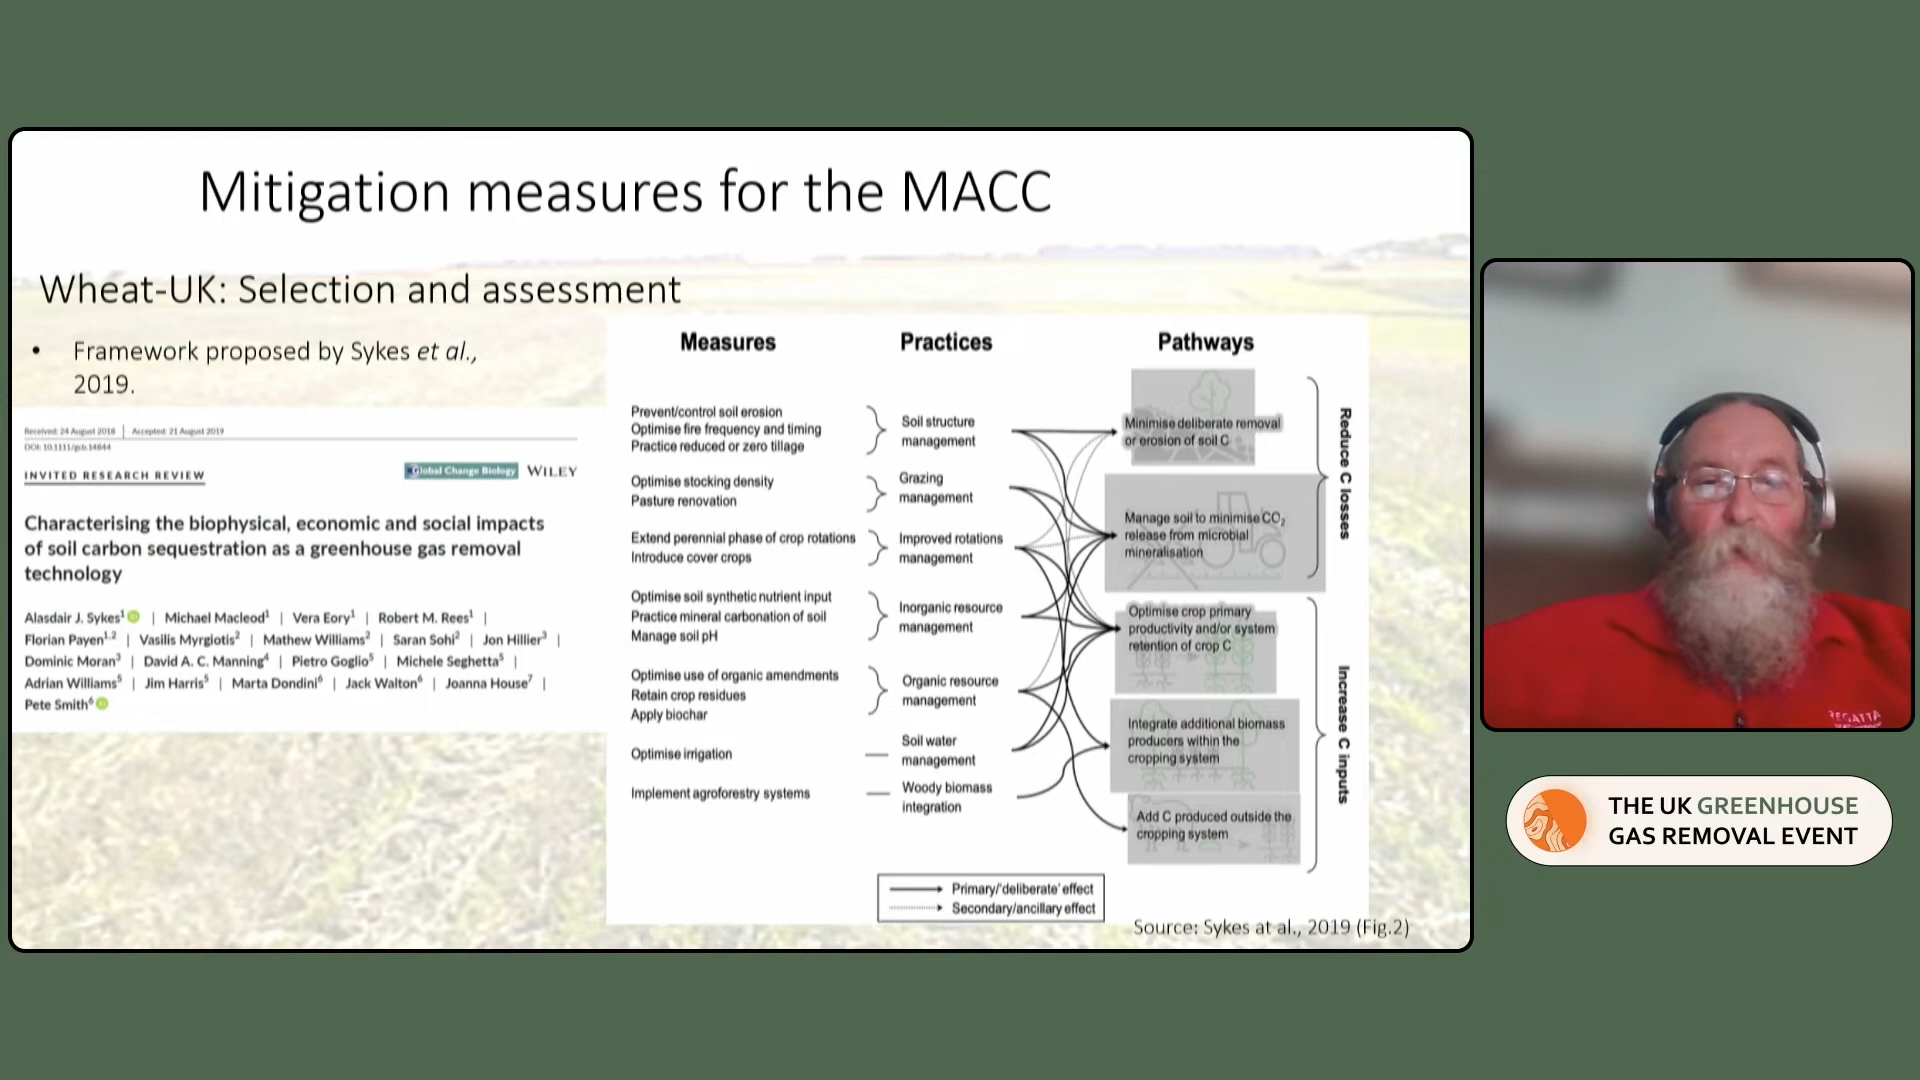 Mitigation measures for the MACC
Wheat-UK: Selection and assessment
• Framework proposed by Sykes et al.,
2019.
Received: 24 August 2018 | Accepted: 21 August 2019
DOI: 10.1111/gcb.14844
INVITED RESEARCH REVIEW
Global Change Biology WILEY
Characterising the biophysical, economic and social impacts
of soil carbon sequestration as a greenhouse gas removal
technology
Alasdair J. Sykes1 | Michael Macleod1 | Vera Eory1 | Robert M. Rees1 |
Florian Payen1,2 | Vasilis Myrgiotis2 | Mathew Williams2 | Saran Sohi2 | Jon Hillier3 |
Dominic Moran3 | David A. C. Manning4 | Pietro Goglio5 | Michele Seghetta5 |
Adrian Williams5 | Jim Harris5 | Marta Dondini6 | Jack Walton6 | Joanna House7 |
Pete Smith6
Measures
Prevent/control soil erosion
Optimise fire frequency and timing
Practice reduced or zero tillage
Optimise stocking density
Pasture renovation
Extend perennial phase of crop rotations
Introduce cover crops
Optimise soil synthetic nutrient input
Practice mineral carbonation of soil
Manage soil pH
Optimise use of organic amendments
Retain crop residues
Apply biochar
Optimise irrigation
Implement agroforestry systems
Practices
Soil structure
management
Grazing
management
Improved rotations
management
Inorganic resource
management
Organic resource
management
Soil water
management
Woody biomass
integration
Pathways
Minimise deliberate removal
or erosion of soil C
Manage soil to minimise CO2
release from microbial
mineralisation
Optimise crop primary
productivity and/or system
retention of crop C
Integrate additional biomass
producers within the
cropping system
Add C produced outside the
cropping system
Reduce C losses
Increase C inputs
Primary/'deliberate' effect
Secondary/ancillary effect
Source: Sykes at al., 2019 (Fig.2)
REGATTA
THE UK GREENHOUSE
GAS REMOVAL EVENT